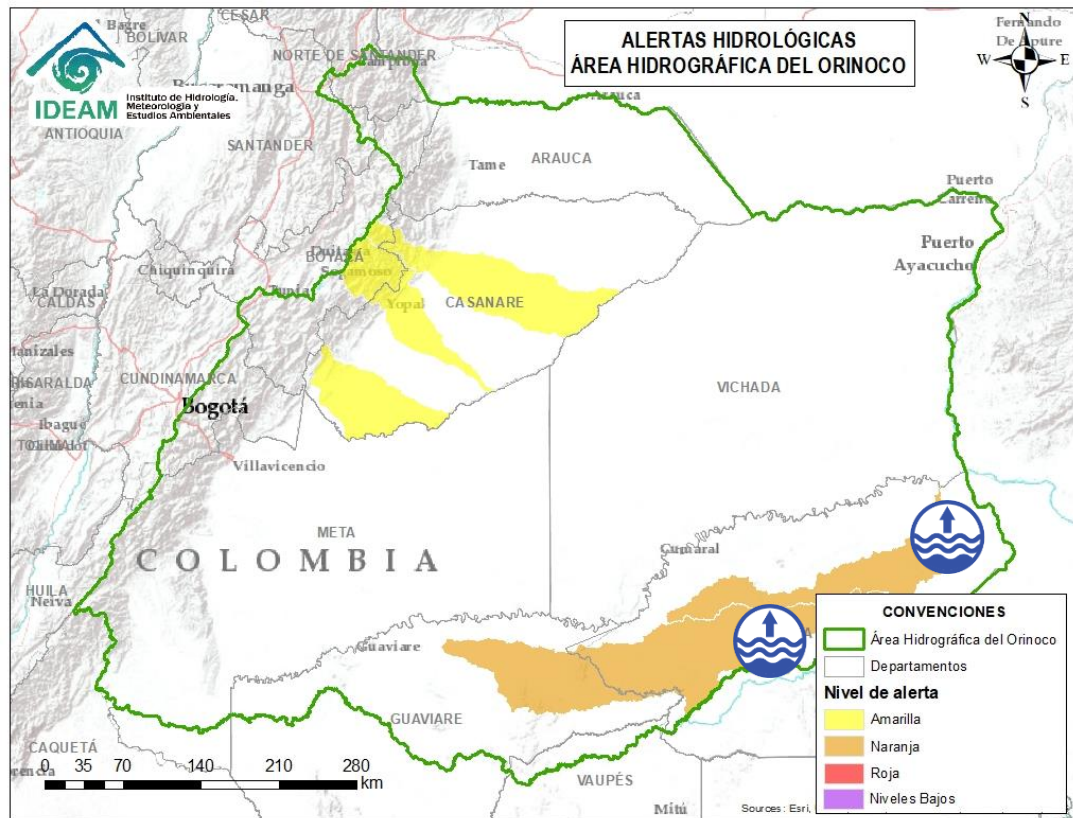 CESAR
Bagre
BOLÍVAR
Fernando
De Apure
ALERTAS HIDROLÓGICAS
ÁREA HIDROGRÁFICA DEL ORINOCO
N
W
E
S
IDEAM
Instituto de Hidrología,
Meteorología y
Estudios Ambientales
NORTE DE SANTANDER
ANTIOQUIA
SANTANDER
Arauca
ARAUCA
Tame
Puerto
Carreño
Puerto
Ayacucho
Chiquinquirá
Duitama
BOYACÁ
Sogamoso
La Dorada
CALDAS
Tunja
Yopal
CASANARE
Manizales
RISARALDA
CUNDINAMARCA
Bogotá
VICHADA
Ibague
TOLIMA
Villavicencio
META
COLOMBIA
Cumaral
HUILA
Neiva
Guaviare
GUAVIARE
CAQUETÁ
VAUPÉS
Mitú
0 35 70 140 210 280
km
CONVENCIONES
Área Hidrográfica del Orinoco
Departamentos
Nivel de alerta
Amarilla
Naranja
Roja
Niveles Bajos
Sources: Esri,